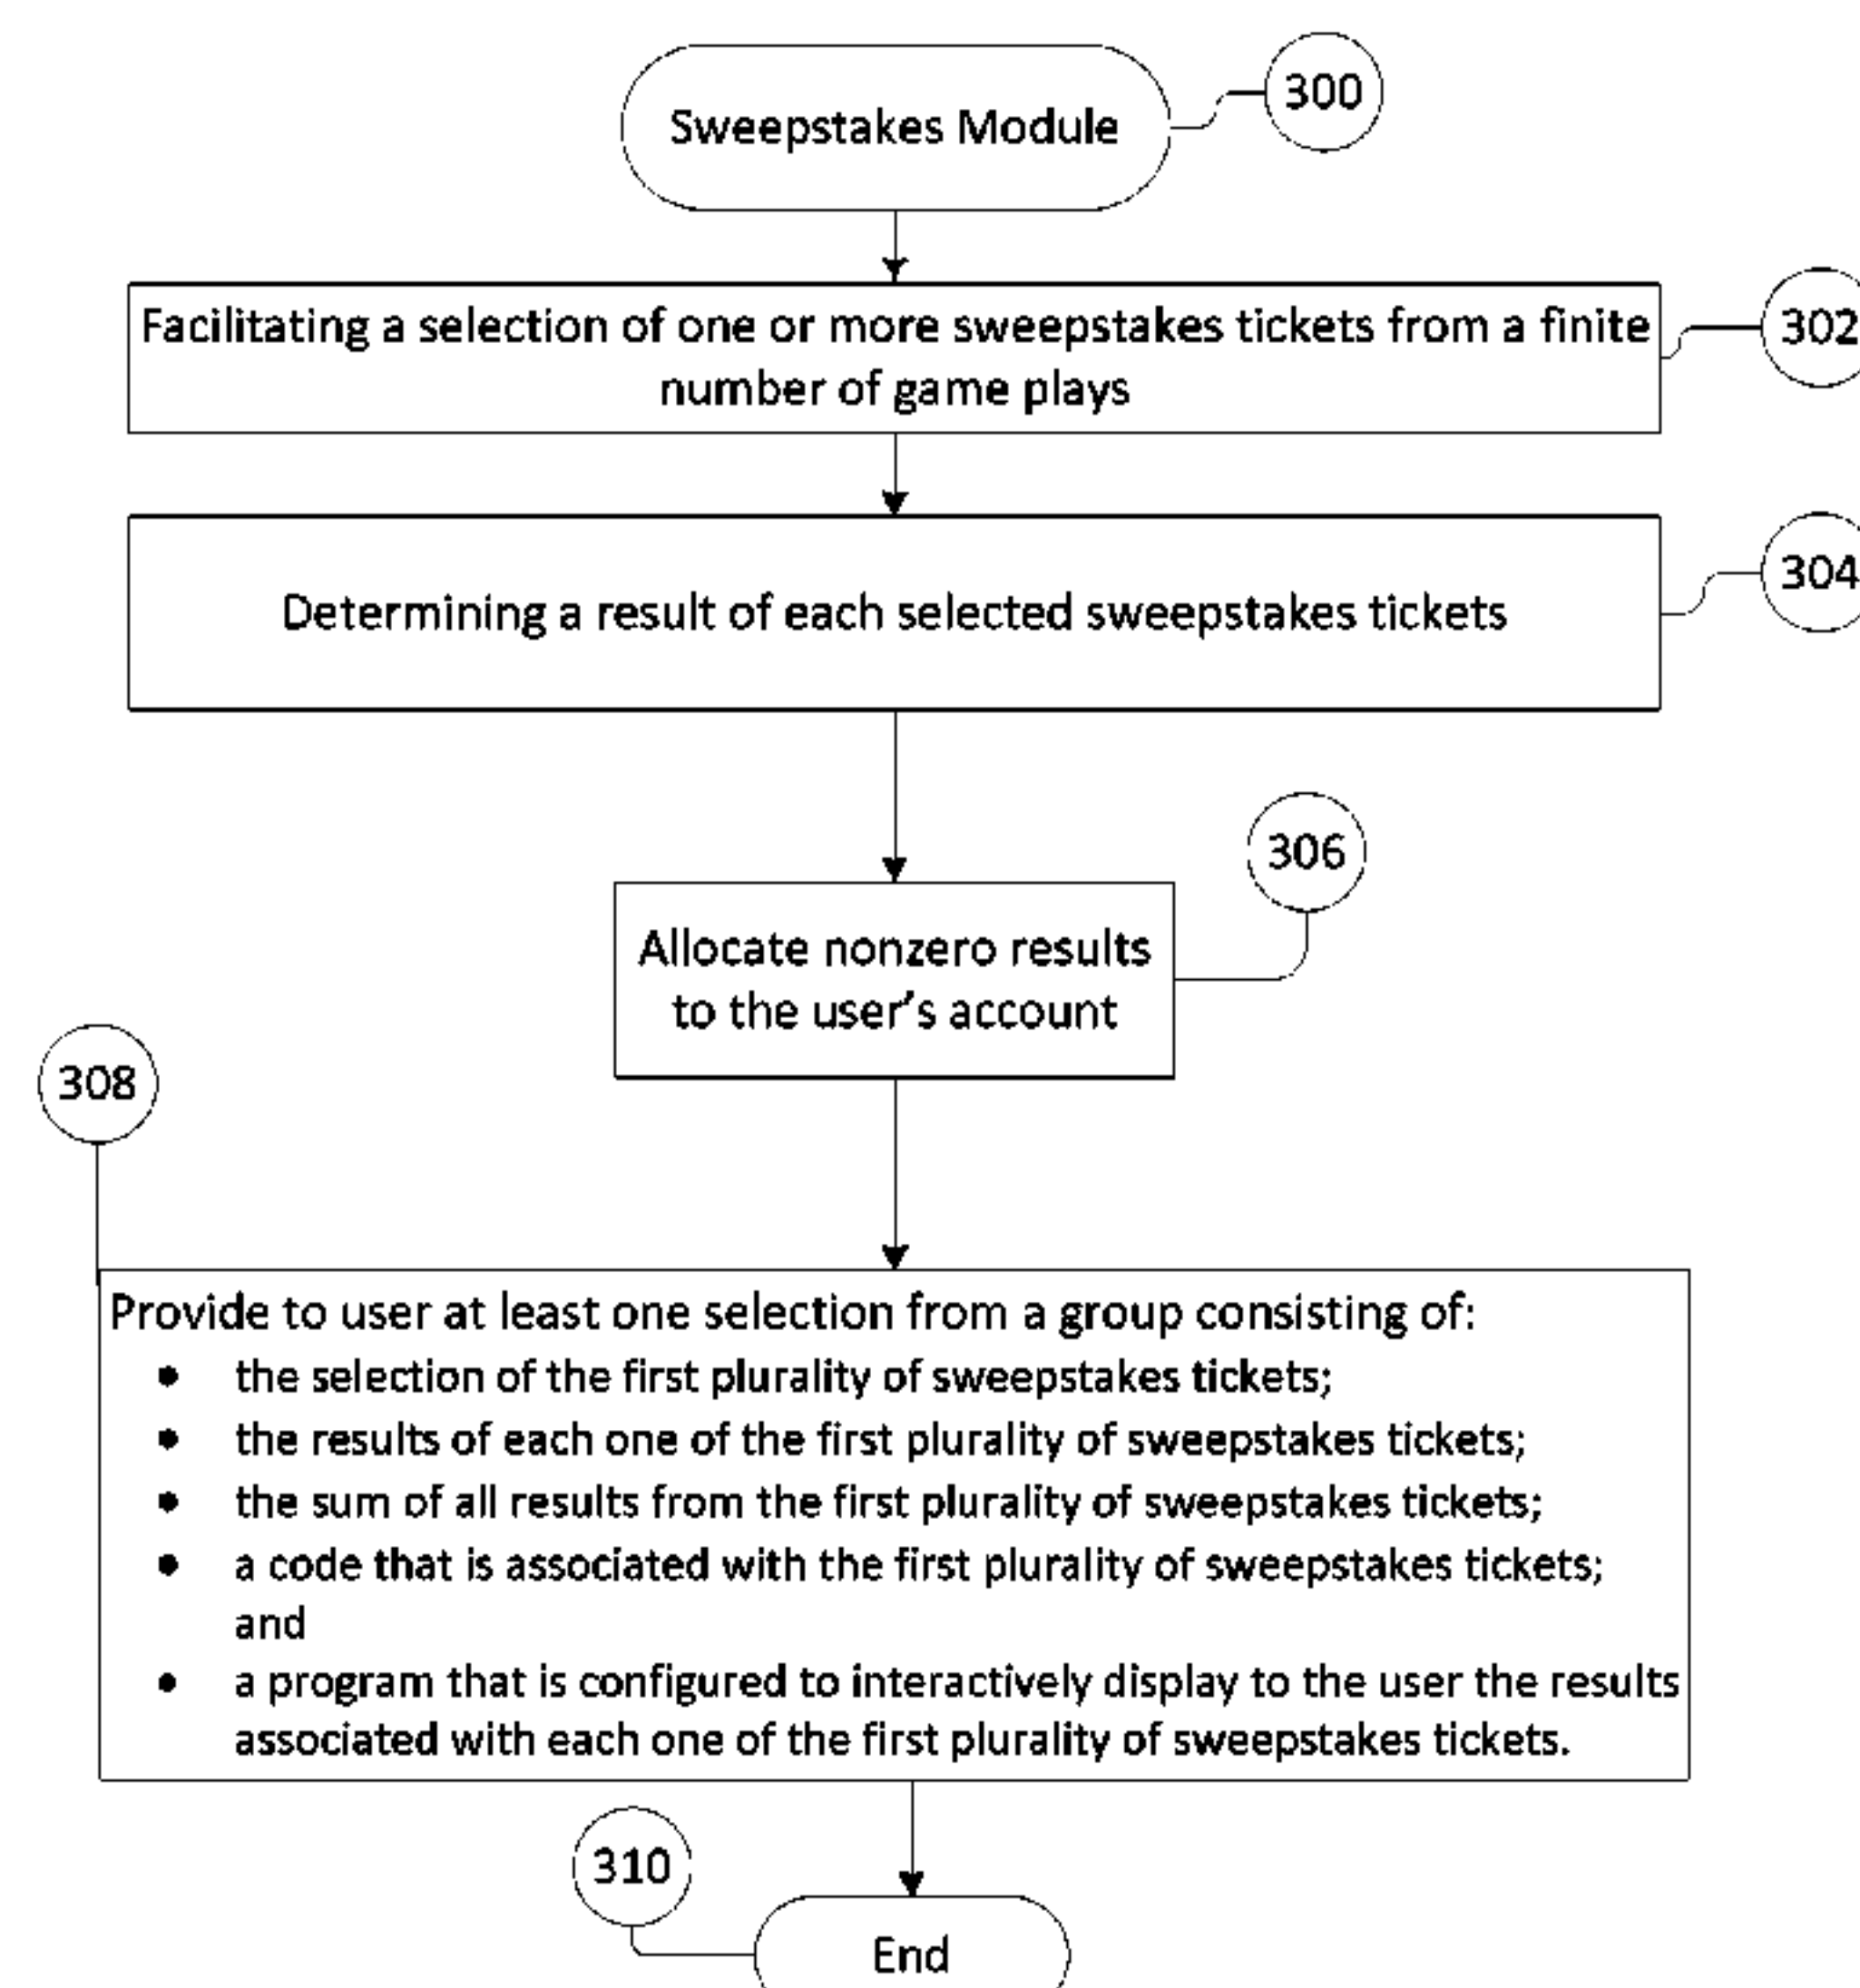 Sweepstakes Module
300
Facilitating a selection of one or more sweepstakes tickets from a finite
number of game plays
302
Determining a result of each selected sweepstakes tickets
304
306
Allocate nonzero results
to the user's account
308
Provide to user at least one selection from a group consisting of:
• the selection of the first plurality of sweepstakes tickets;
• the results of each one of the first plurality of sweepstakes tickets;
• the sum of all results from the first plurality of sweepstakes tickets;
• a code that is associated with the first plurality of sweepstakes tickets;
and
• a program that is configured to interactively display to the user the results
associated with each one of the first plurality of sweepstakes tickets.
310
End